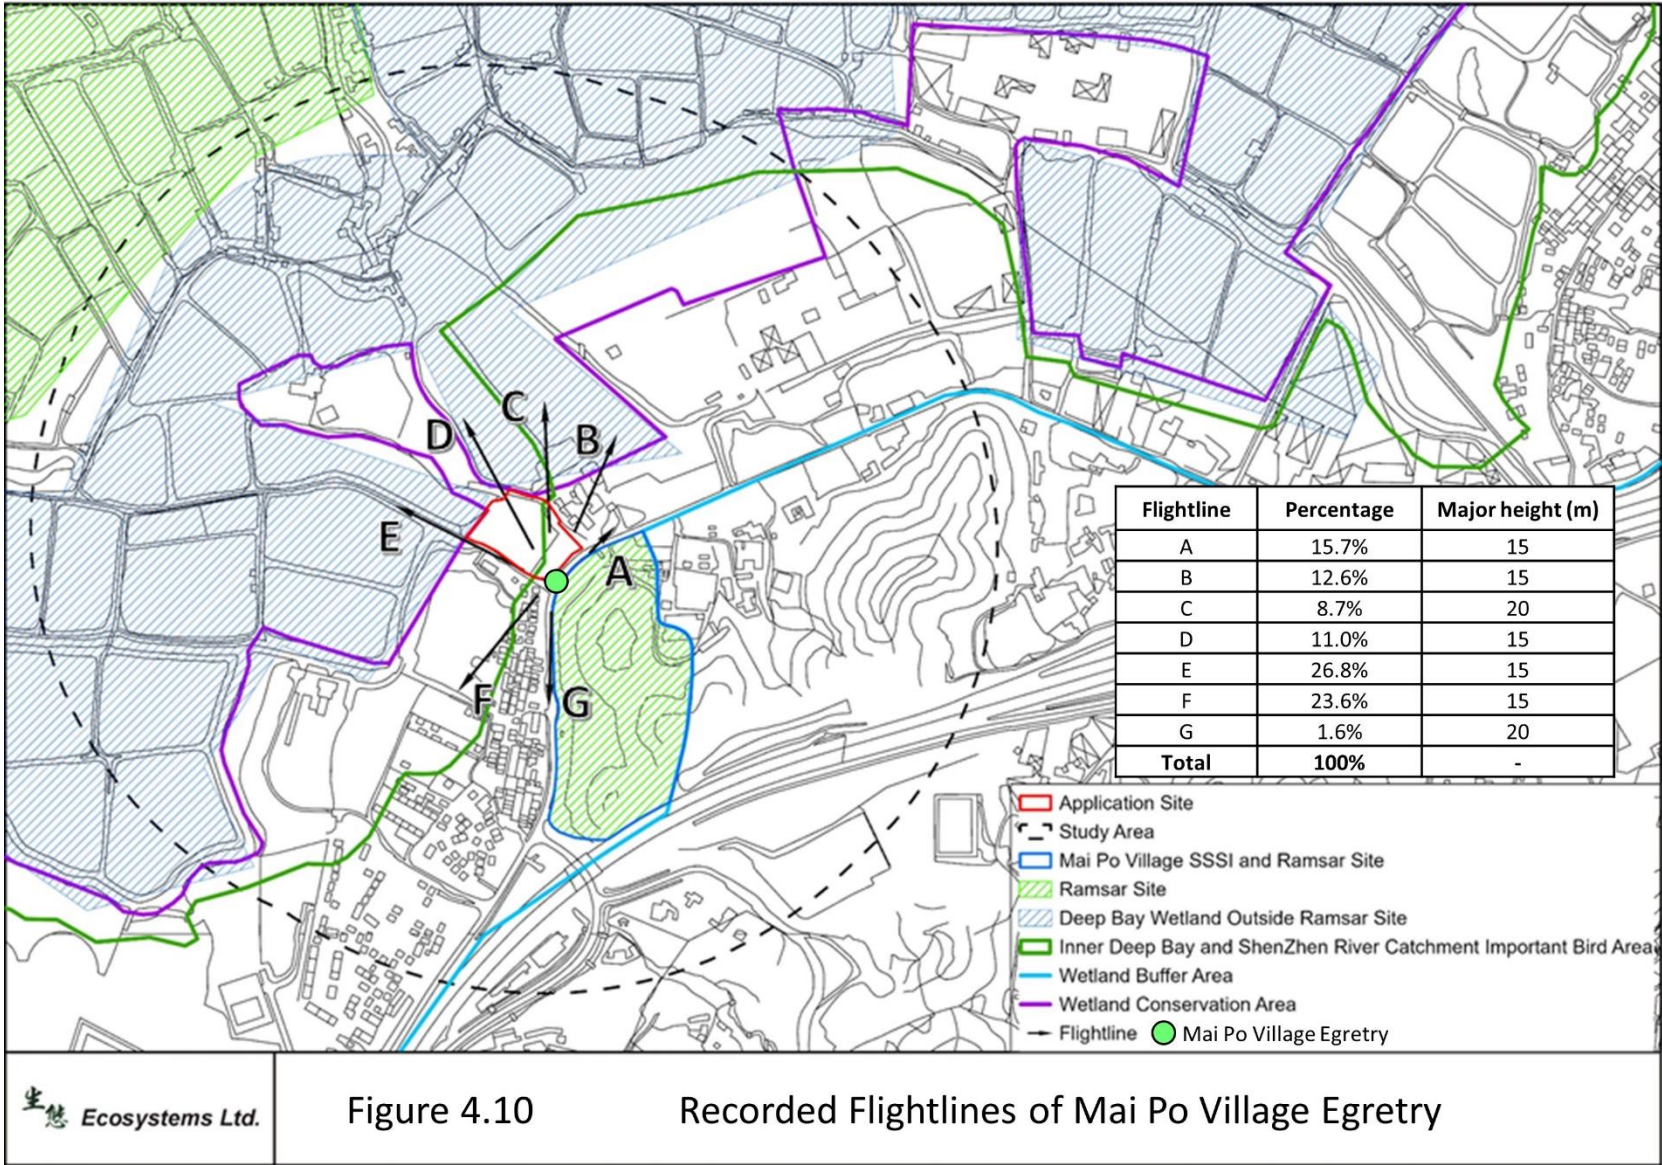 C
D
B
E
A
F
G
Flightline Percentage Major height (m)
A 15.7% 15
B 12.6% 15
C 8.7% 20
D 11.0% 15
E 26.8% 15
F 23.6% 15
G 1.6% 20
Total 100% -
Application Site
Study Area
Mai Po Village SSSI and Ramsar Site
Ramsar Site
Deep Bay Wetland Outside Ramsar Site
Inner Deep Bay and ShenZhen River Catchment Important Bird Area
Wetland Buffer Area
Wetland Conservation Area
Flightline Mai Po Village Egretry
生態 Ecosystems Ltd.
Figure 4.10 Recorded Flightlines of Mai Po Village Egretry